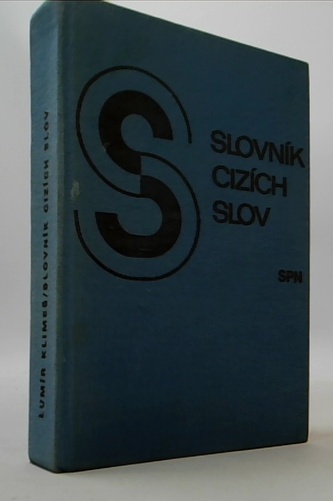 S
SLOVNÍK
CIZÍCH
SLOV
SPN
LUMÍR KLIMEŠ/SLOVNÍK CIZÍCH SLOV